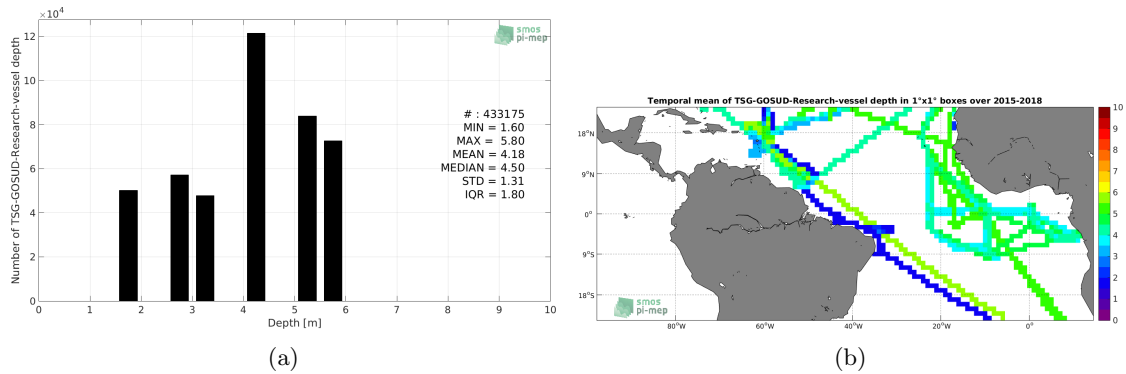 ×10⁴
12
10
8
6
4
2
0
Number of TSG-GOSUD-Research-vessel depth
0 1 2 3 4 5 6 7 8 9 10
Depth [m]
smos
pi-mep
# : 433175
MIN = 1.60
MAX = 5.80
MEAN = 4.18
MEDIAN = 4.50
STD = 1.31
IQR = 1.80
(a)
Temporal mean of TSG-GOSUD-Research-vessel depth in 1°x1° boxes over 2015-2018
18°N
9°N
0°
9°S
18°S
80°W 60°W 40°W 20°W 0°
smos
pi-mep
10
9
8
7
6
5
4
3
2
1
0
(b)